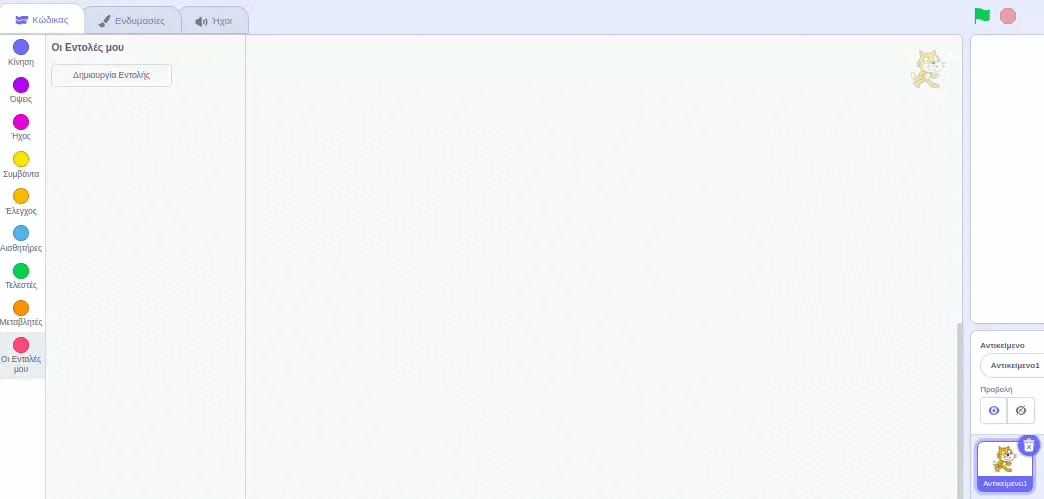 Κώδικας
Ενδυμασίες
Ήχοι
Κίνηση
Όψεις
Ήχος
Συμβάντα
Έλεγχος
Αισθητήρες
Τελεστές
Μεταβλητές
Οι Εντολές
μου
Οι Εντολές μου
Δημιουργία Εντολής
Αντικείμενο
Αντικείμενο1
Προβολή
Αντικείμενο1